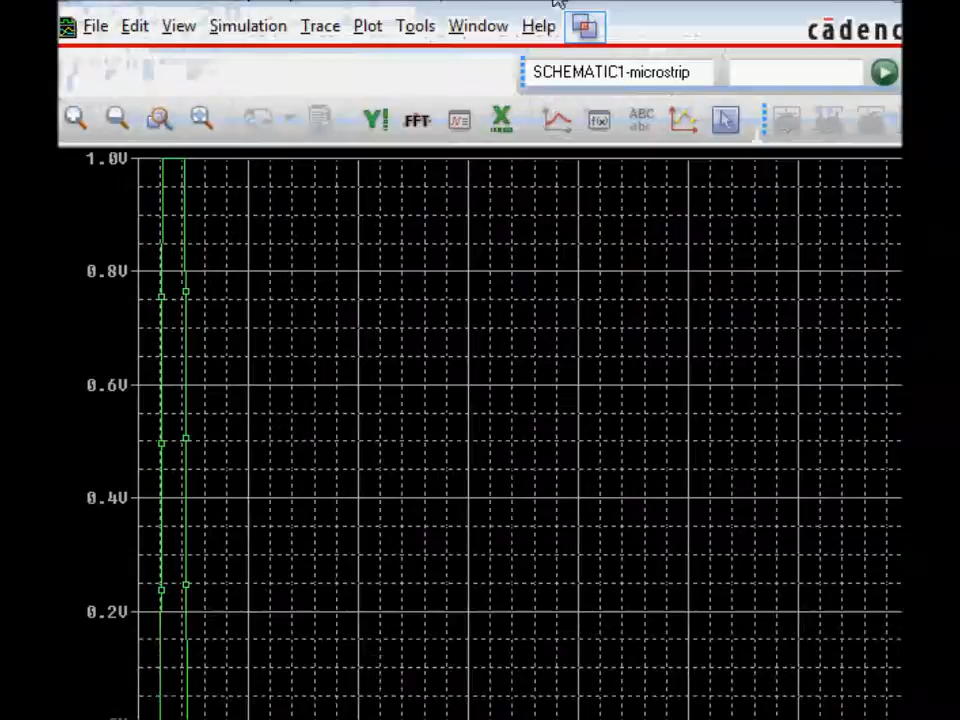 File Edit View Simulation Trace Plot Tools Window Help
cādenc
SCHEMATIC1-microstrip
Y! FFT X f(x) ABC abc
1.0V
0.8V
0.6V
0.4V
0.2V